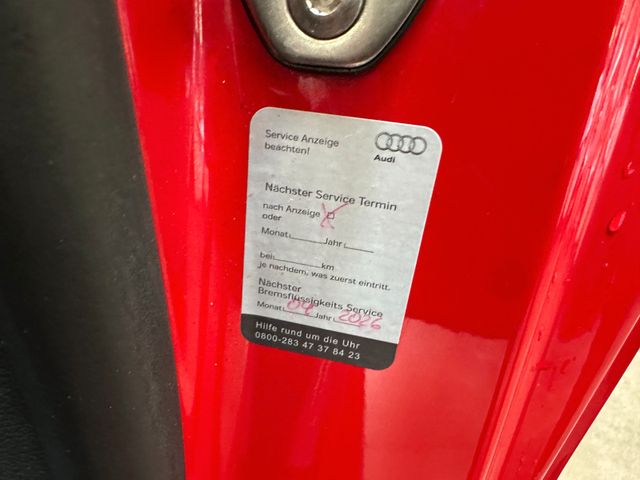 Service Anzeige
beachten!
Audi
Nächster Service Termin
nach Anzeige
oder
Monat: Jahr:
bei: km
je nachdem, was zuerst eintritt.
Nächster
Bremsflüssigkeits Service
Monat: 04 Jahr: 2026
Hilfe rund um die Uhr
0800-283 47 37 84 23